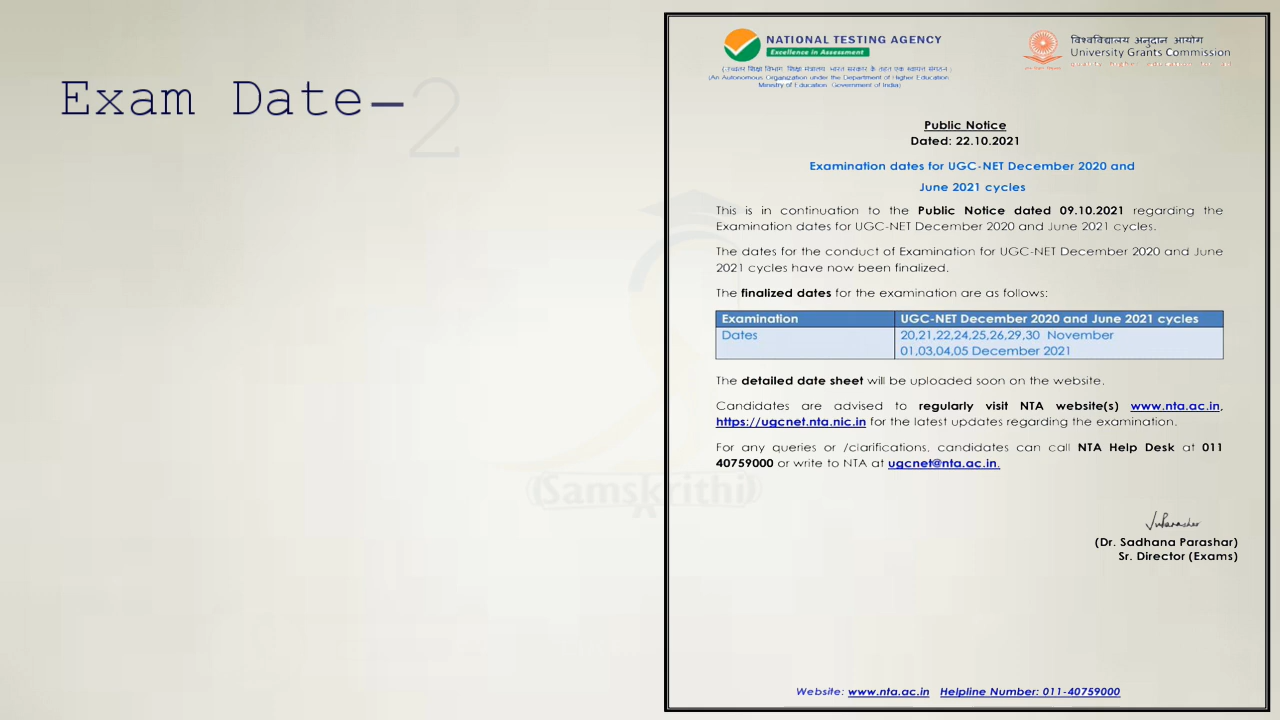 Exam Date-2
NATIONAL TESTING AGENCY
Excellence in Assessment
(An Autonomous Organization under the Department of Higher Education
Ministry of Education, Government of India)
विश्वविद्यालय अनुदान आयोग
University Grants Commission
Public Notice
Dated: 22.10.2021
Examination dates for UGC-NET December 2020 and
June 2021 cycles
This is in continuation to the Public Notice dated 09.10.2021 regarding the
Examination dates for UGC-NET December 2020 and June 2021 cycles.
The dates for the conduct of Examination for UGC-NET December 2020 and June
2021 cycles have now been finalized.
The finalized dates for the examination are as follows:
Examination UGC-NET December 2020 and June 2021 cycles
Dates 20,21,22,24,25,26,29,30 November
01,03,04,05 December 2021
The detailed date sheet will be uploaded soon on the website.
Candidates are advised to regularly visit NTA website(s) www.nta.ac.in,
https://ugcnet.nta.nic.in for the latest updates regarding the examination.
For any queries or /clarifications, candidates can call NTA Help Desk at 011
40759000 or write to NTA at ugcnet@nta.ac.in.
Samskrithi
(Dr. Sadhana Parashar)
Sr. Director (Exams)
Website: www.nta.ac.in Helpline Number: 011-40759000